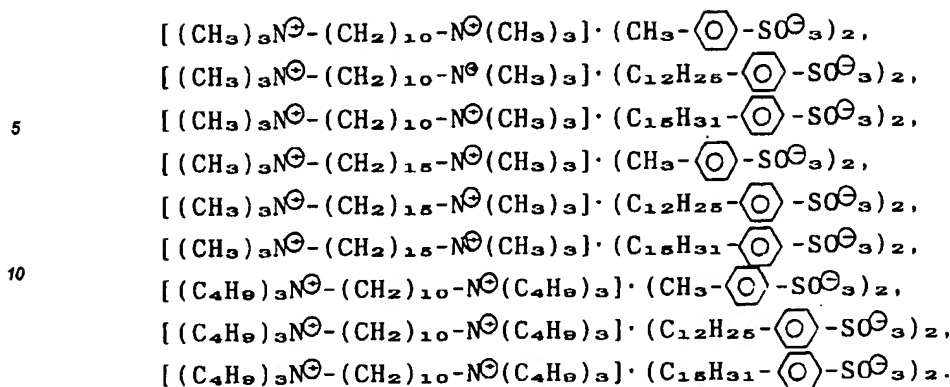 [(CH₃)₃N⊕-(CH₂)₁₀-N⊕(CH₃)₃]·(CH₃-⌬-SO⊖₃)₂,
[(CH₃)₃N⊕-(CH₂)₁₀-N⊕(CH₃)₃]·(C₁₂H₂₅-⌬-SO⊖₃)₂,
5 [(CH₃)₃N⊕-(CH₂)₁₀-N⊕(CH₃)₃]·(C₁₅H₃₁-⌬-SO⊖₃)₂,
[(CH₃)₃N⊕-(CH₂)₁₅-N⊕(CH₃)₃]·(CH₃-⌬-SO⊖₃)₂,
[(CH₃)₃N⊕-(CH₂)₁₅-N⊕(CH₃)₃]·(C₁₂H₂₅-⌬-SO⊖₃)₂,
[(CH₃)₃N⊕-(CH₂)₁₅-N⊕(CH₃)₃]·(C₁₅H₃₁-⌬-SO⊖₃)₂,
10 [(C₄H₉)₃N⊕-(CH₂)₁₀-N⊕(C₄H₉)₃]·(CH₃-⌬-SO⊖₃)₂,
[(C₄H₉)₃N⊕-(CH₂)₁₀-N⊕(C₄H₉)₃]·(C₁₂H₂₅-⌬-SO⊖₃)₂,
[(C₄H₉)₃N⊕-(CH₂)₁₀-N⊕(C₄H₉)₃]·(C₁₅H₃₁-⌬-SO⊖₃)₂.